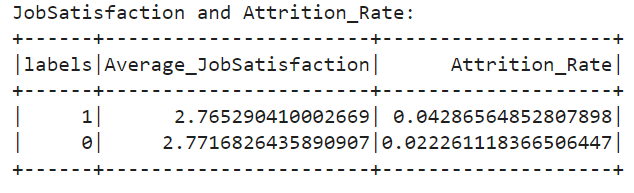 JobSatisfaction and Attrition_Rate:
+------+-----------------------+--------------------+
|labels|Average_JobSatisfaction|      Attrition_Rate|
+------+-----------------------+--------------------+
|     1|      2.765290410002669| 0.04286564852807898|
|     0|     2.7716826435890907|0.022261118366506447|
+------+-----------------------+--------------------+